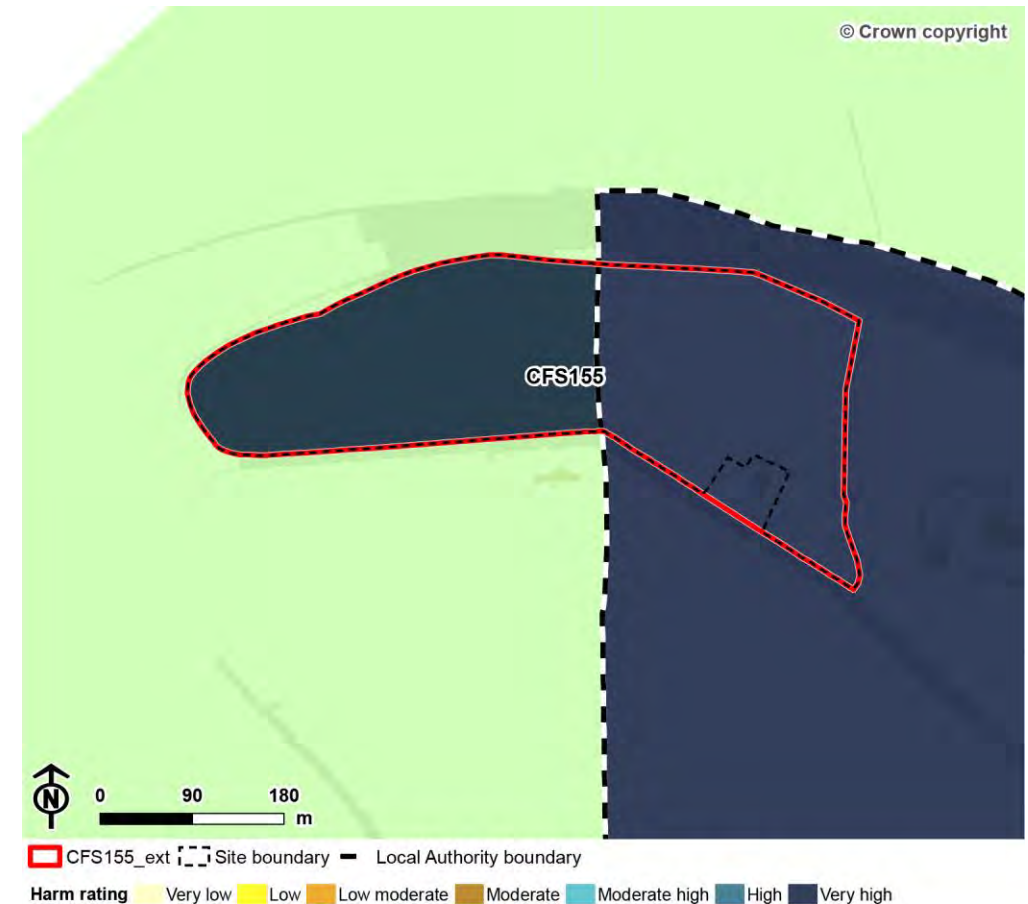 © Crown copyright
CFS155
N
0 90 180
m
CFS155_ext Site boundary Local Authority boundary
Harm rating Very low Low Low moderate Moderate Moderate high High Very high